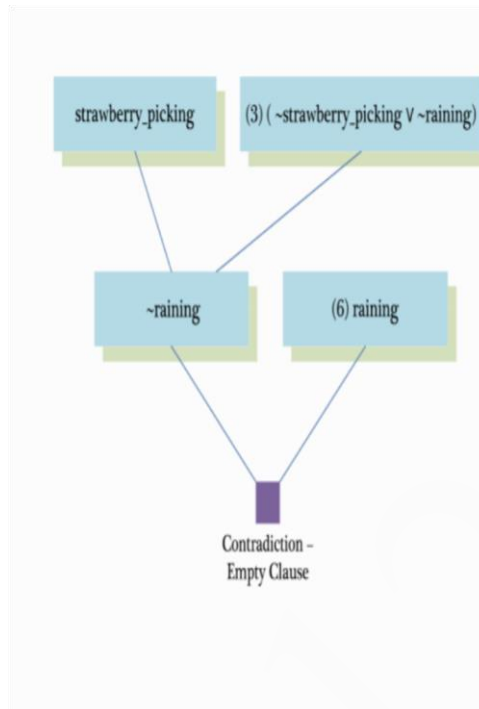 strawberry_picking
(3) ( ~strawberry_picking ∨ ~raining)
~raining
(6) raining
Contradiction –
Empty Clause